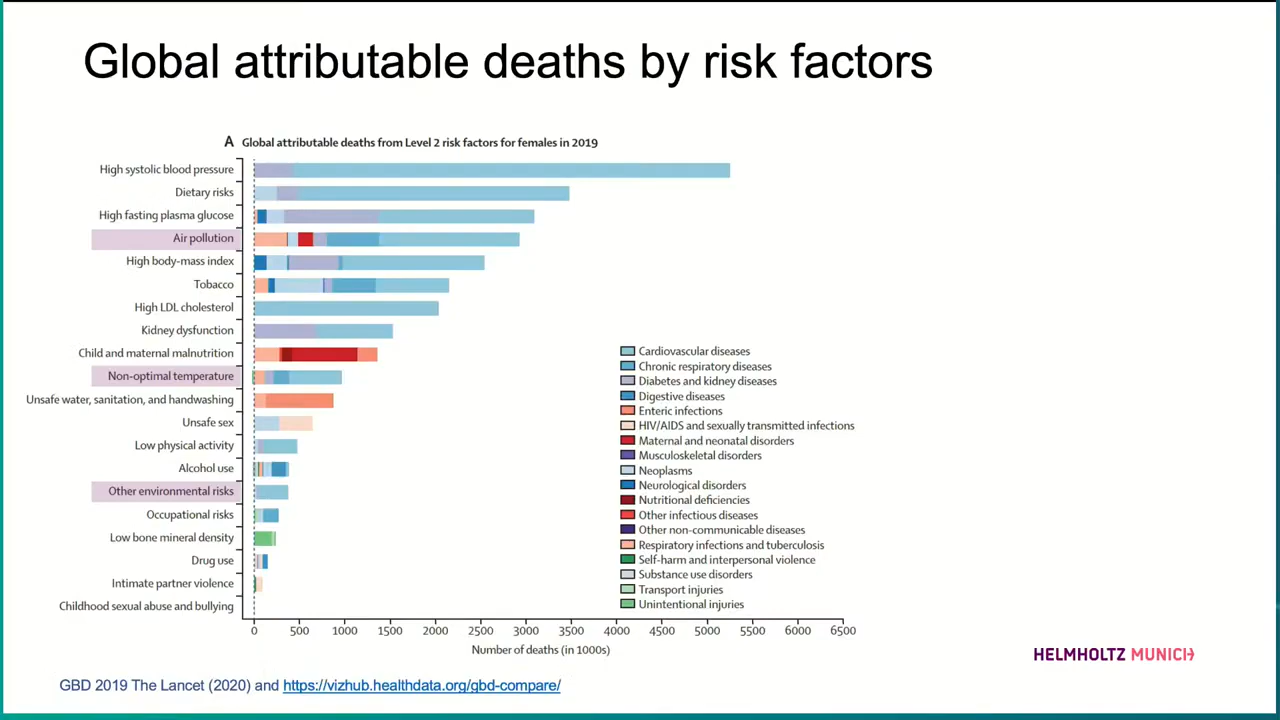 Global attributable deaths by risk factors
A Global attributable deaths from Level 2 risk factors for females in 2019
High systolic blood pressure
Dietary risks
High fasting plasma glucose
Air pollution
High body-mass index
Tobacco
High LDL cholesterol
Kidney dysfunction
Child and maternal malnutrition
Non-optimal temperature
Unsafe water, sanitation, and handwashing
Unsafe sex
Low physical activity
Alcohol use
Other environmental risks
Occupational risks
Low bone mineral density
Drug use
Intimate partner violence
Childhood sexual abuse and bullying
Cardiovascular diseases
Chronic respiratory diseases
Diabetes and kidney diseases
Digestive diseases
Enteric infections
HIV/AIDS and sexually transmitted infections
Maternal and neonatal disorders
Musculoskeletal disorders
Neoplasms
Neurological disorders
Nutritional deficiencies
Other infectious diseases
Other non-communicable diseases
Respiratory infections and tuberculosis
Self-harm and interpersonal violence
Substance use disorders
Transport injuries
Unintentional injuries
0 500 1000 1500 2000 2500 3000 3500 4000 4500 5000 5500 6000 6500
Number of deaths (in 1000s)
HELMHOLTZ MUNICH
GBD 2019 The Lancet (2020) and https://vizhub.healthdata.org/gbd-compare/